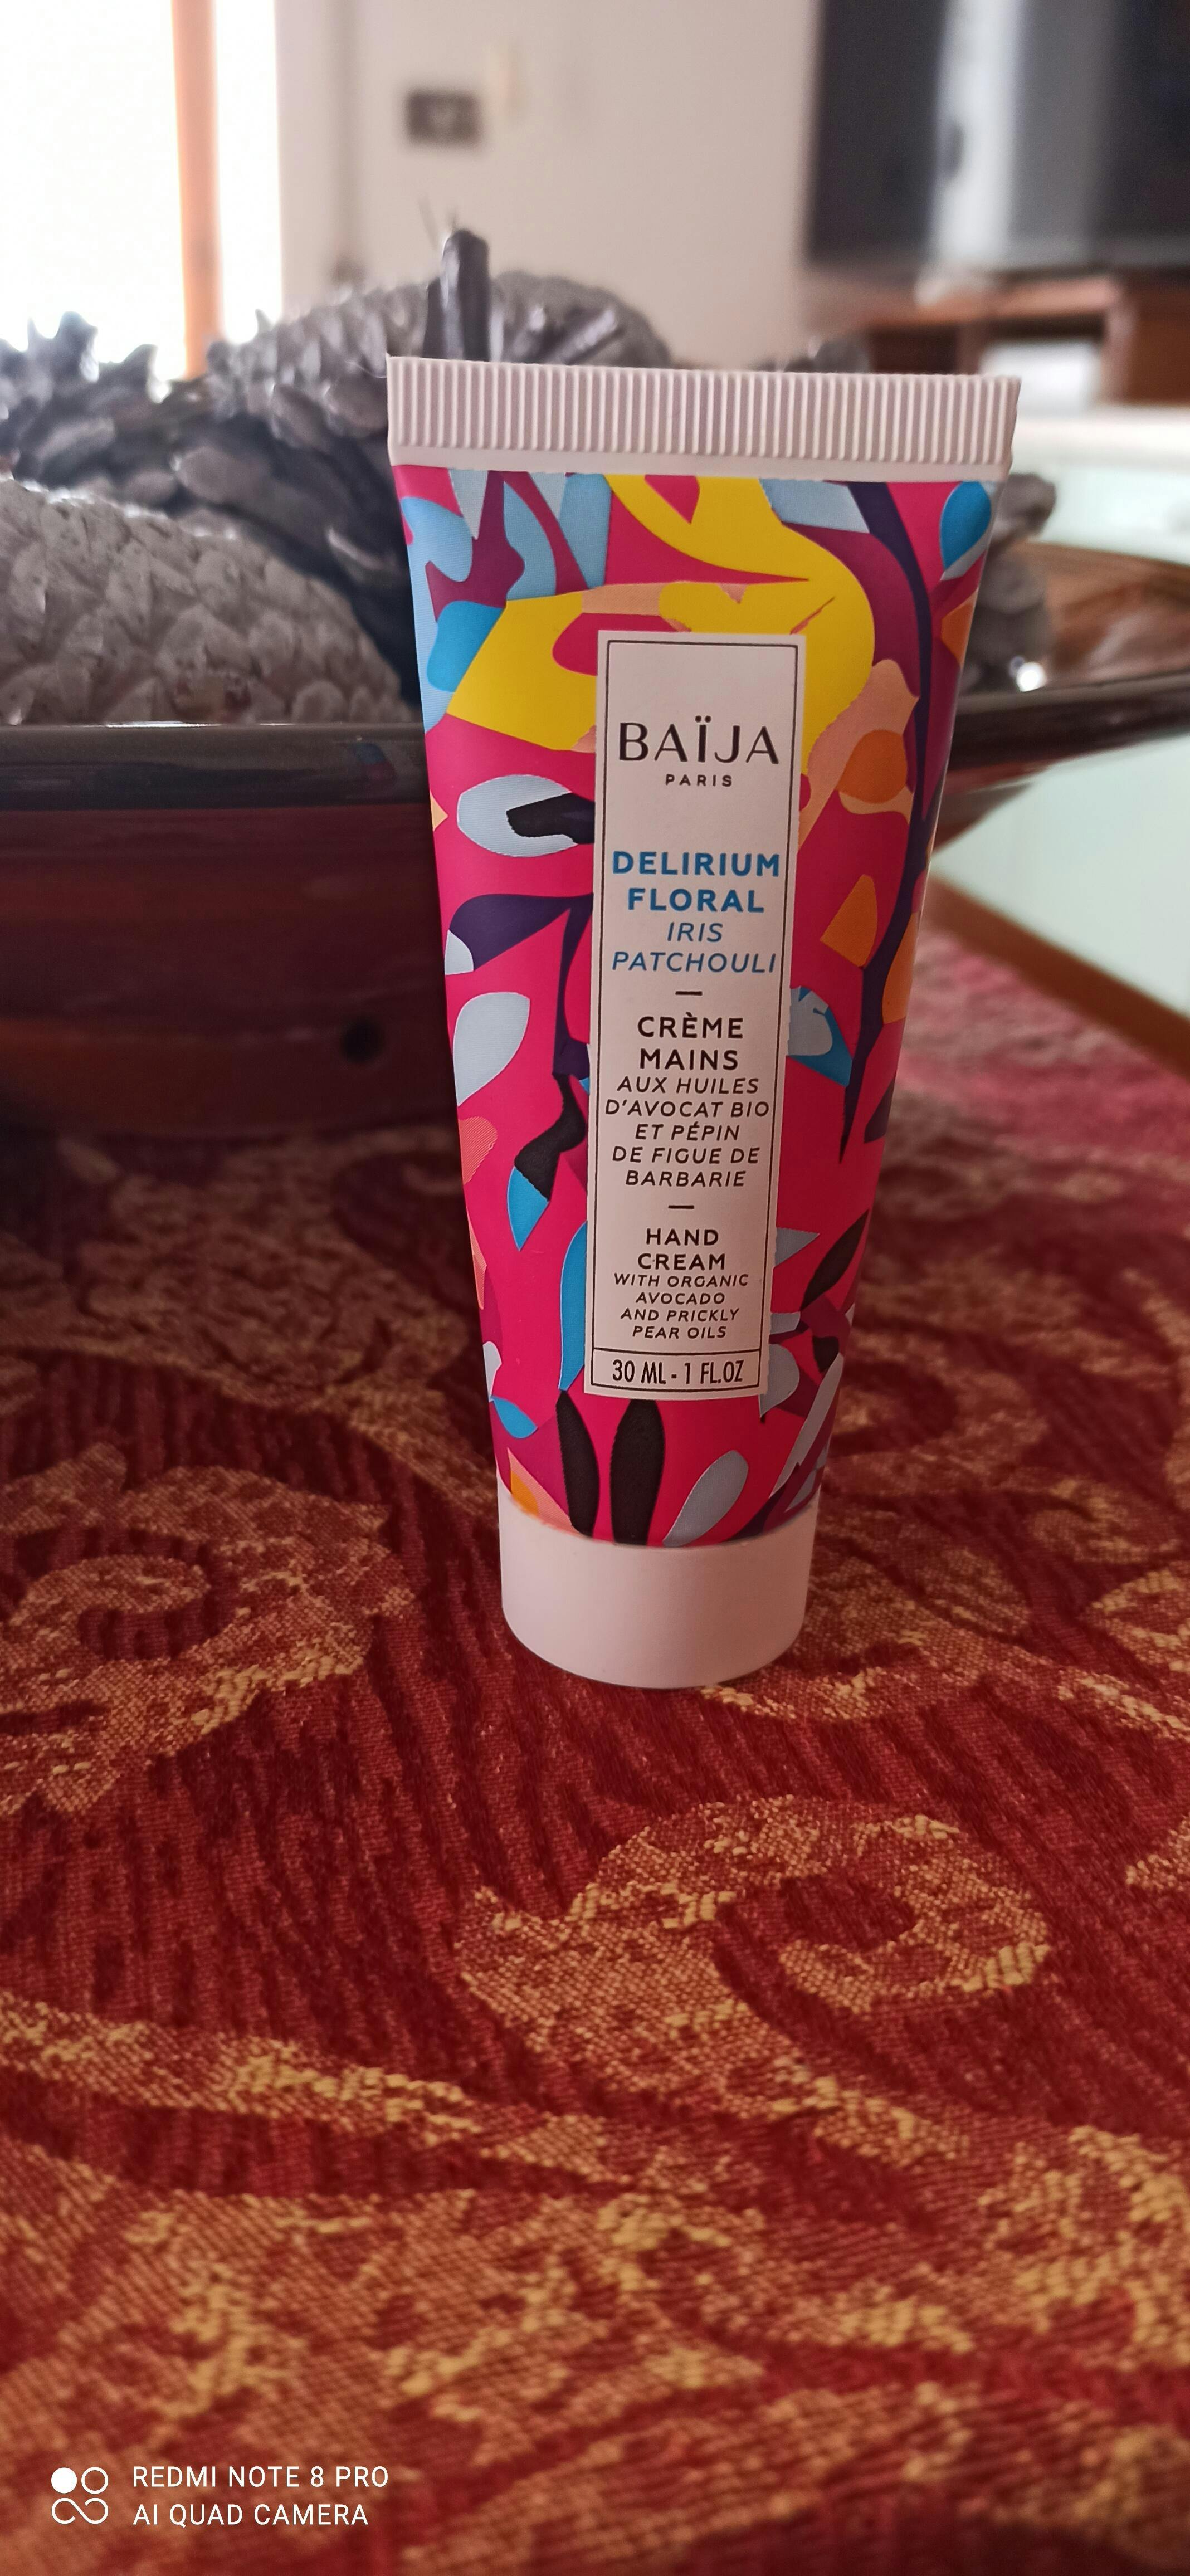 BAÏJA
PARIS
DELIRIUM
FLORAL
IRIS
PATCHOULI
—
CRÈME
MAINS
AUX HUILES
D'AVOCAT BIO
ET PÉPIN
DE FIGUE DE
BARBARIE
—
HAND
CREAM
WITH ORGANIC
AVOCADO
AND PRICKLY
PEAR OILS
30 ML - 1 FL.OZ
REDMI NOTE 8 PRO
AI QUAD CAMERA